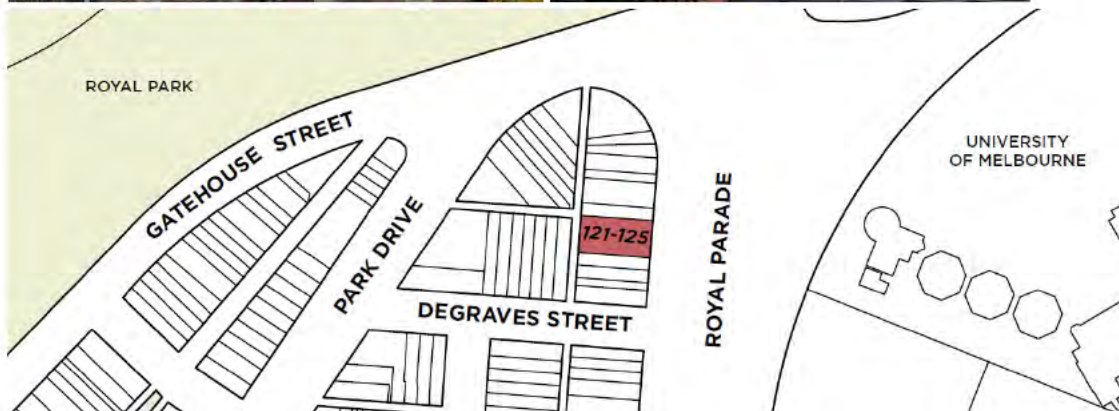 ROYAL PARK
GATEHOUSE STREET
PARK DRIVE
121-125
DEGRAVES STREET
ROYAL PARADE
UNIVERSITY
OF MELBOURNE